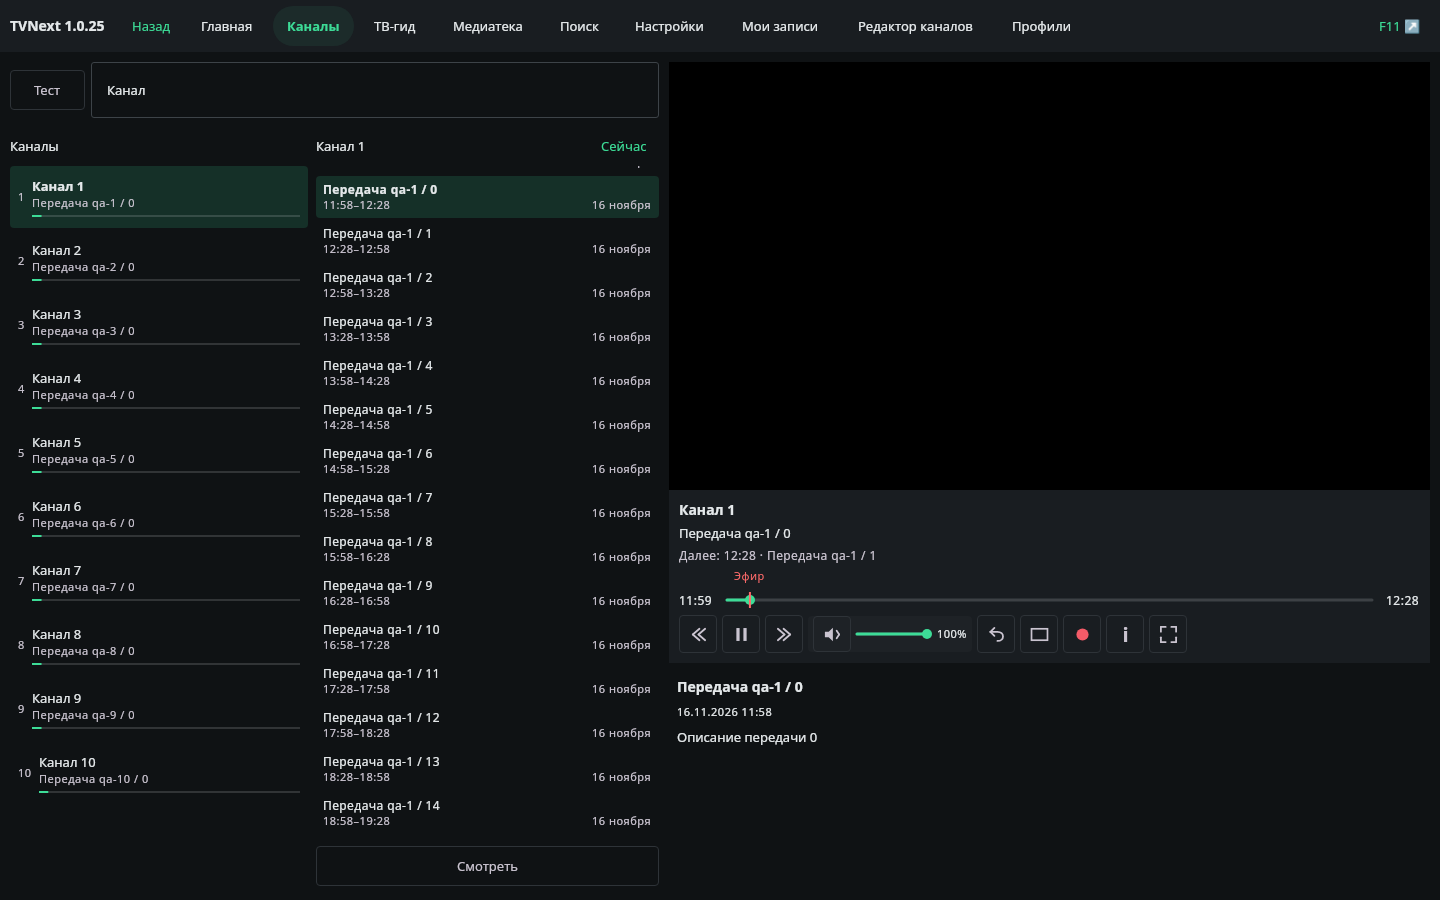 TVNext 1.0.25 Назад Главная Каналы ТВ-гид Медиатека Поиск Настройки Мои записи Редактор каналов Профили F11
Тест Канал
Каналы
1 Канал 1
Передача qa-1 / 0
2 Канал 2
Передача qa-2 / 0
3 Канал 3
Передача qa-3 / 0
4 Канал 4
Передача qa-4 / 0
5 Канал 5
Передача qa-5 / 0
6 Канал 6
Передача qa-6 / 0
7 Канал 7
Передача qa-7 / 0
8 Канал 8
Передача qa-8 / 0
9 Канал 9
Передача qa-9 / 0
10 Канал 10
Передача qa-10 / 0
Канал 1 Сейчас
Передача qa-1 / 0
11:58–12:28 16 ноября
Передача qa-1 / 1
12:28–12:58 16 ноября
Передача qa-1 / 2
12:58–13:28 16 ноября
Передача qa-1 / 3
13:28–13:58 16 ноября
Передача qa-1 / 4
13:58–14:28 16 ноября
Передача qa-1 / 5
14:28–14:58 16 ноября
Передача qa-1 / 6
14:58–15:28 16 ноября
Передача qa-1 / 7
15:28–15:58 16 ноября
Передача qa-1 / 8
15:58–16:28 16 ноября
Передача qa-1 / 9
16:28–16:58 16 ноября
Передача qa-1 / 10
16:58–17:28 16 ноября
Передача qa-1 / 11
17:28–17:58 16 ноября
Передача qa-1 / 12
17:58–18:28 16 ноября
Передача qa-1 / 13
18:28–18:58 16 ноября
Передача qa-1 / 14
18:58–19:28 16 ноября
Смотреть
Канал 1
Передача qa-1 / 0
Далее: 12:28 · Передача qa-1 / 1
Эфир
11:59 12:28
100%
Передача qa-1 / 0
16.11.2026 11:58
Описание передачи 0